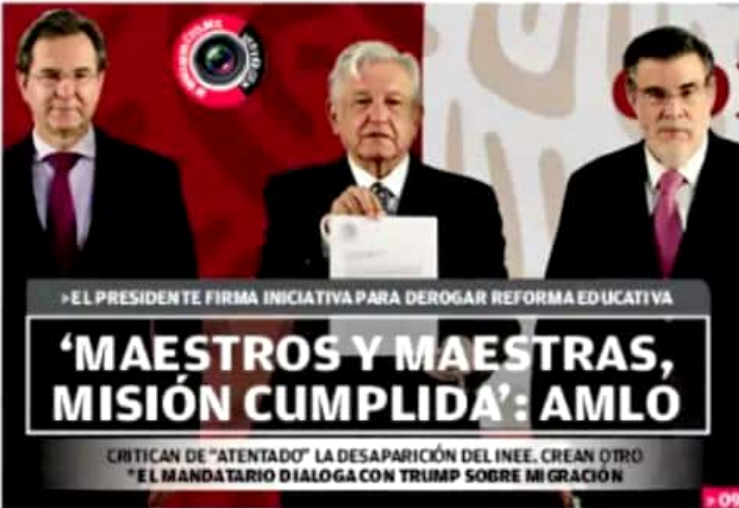 »EL PRESIDENTE FIRMA INICIATIVA PARA DEROGAR REFORMA EDUCATIVA
‘MAESTROS Y MAESTRAS,
MISIÓN CUMPLIDA’: AMLO
CRITICAN DE “ATENTADO” LA DESAPARICIÓN DEL INEE, CREAN OTRO
*EL MANDATARIO DIALOGA CON TRUMP SOBRE MIGRACIÓN
»09